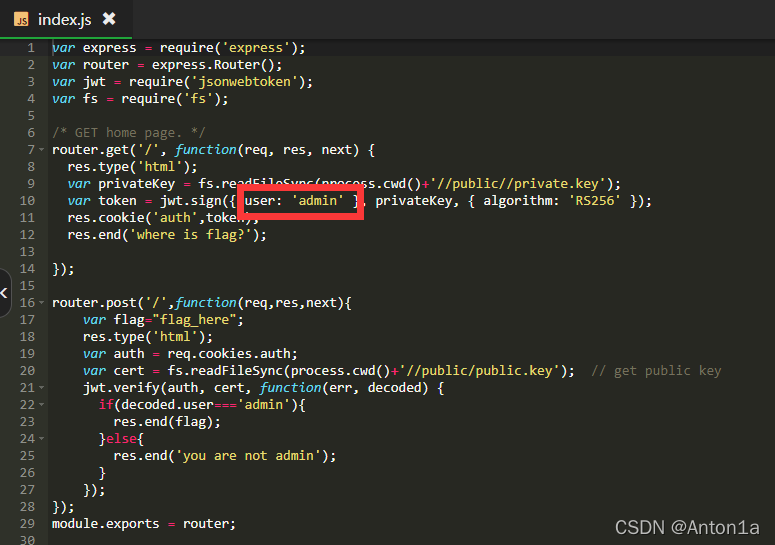 JS index.js ✖
1 var express = require('express');
2 var router = express.Router();
3 var jwt = require('jsonwebtoken');
4 var fs = require('fs');
5
6 /* GET home page. */
7 router.get('/', function(req, res, next) {
8 res.type('html');
9 var privateKey = fs.readFileSync(process.cwd()+'//public//private.key');
10 var token = jwt.sign({ user: 'admin' }, privateKey, { algorithm: 'RS256' });
11 res.cookie('auth',token);
12 res.end('where is flag?');
13
14 });
15
16 router.post('/',function(req,res,next){
17 var flag="flag_here";
18 res.type('html');
19 var auth = req.cookies.auth;
20 var cert = fs.readFileSync(process.cwd()+'//public/public.key'); // get public key
21 jwt.verify(auth, cert, function(err, decoded) {
22 if(decoded.user==='admin'){
23 res.end(flag);
24 }else{
25 res.end('you are not admin');
26 }
27 });
28 });
29 module.exports = router;
30
CSDN @Anton1a